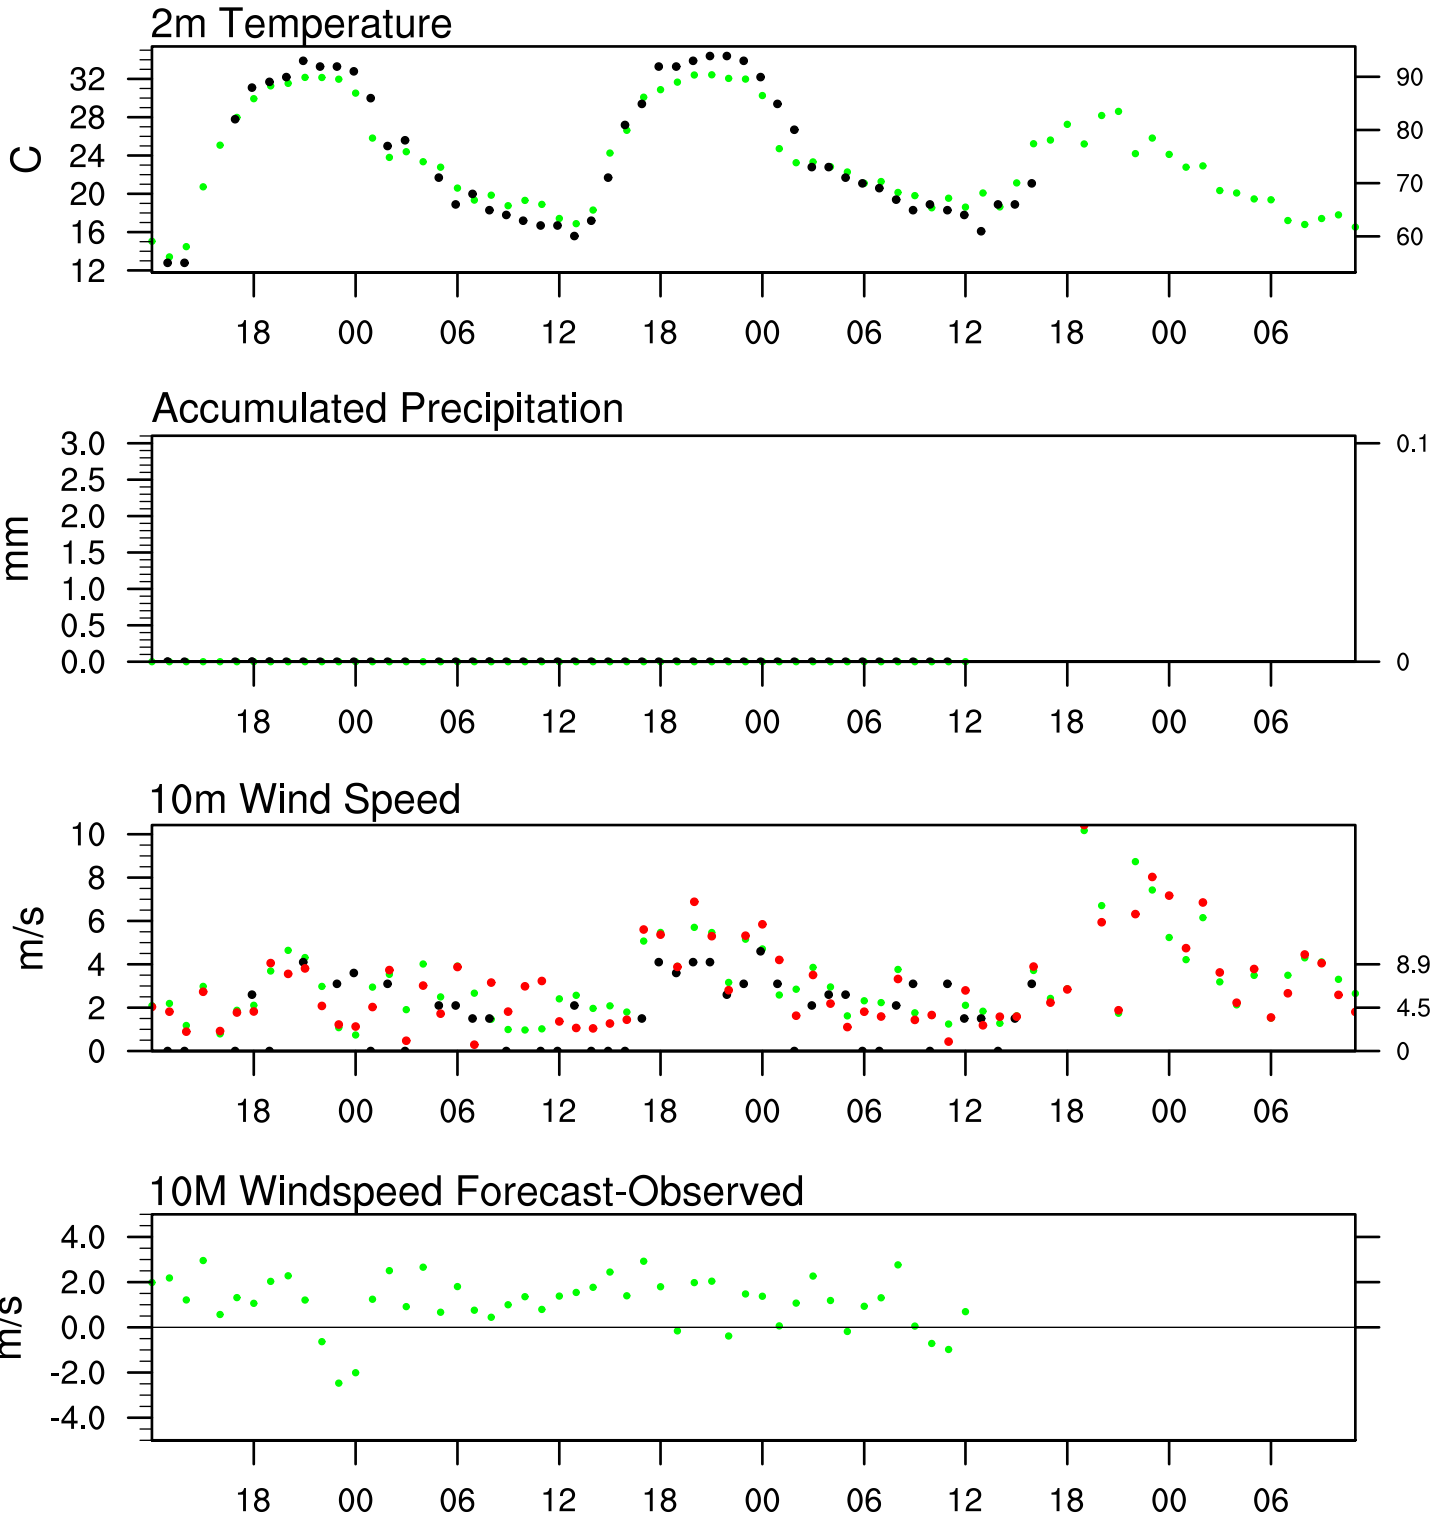 2m Temperature
32
28
24
20
16
12
C
90
80
70
60
18 00 06 12 18 00 06 12 18 00 06
Accumulated Precipitation
3.0
2.5
2.0
1.5
1.0
0.5
0.0
mm
0.1
0
18 00 06 12 18 00 06 12 18 00 06
10m Wind Speed
10
8
6
4
2
0
m/s
8.9
4.5
0
18 00 06 12 18 00 06 12 18 00 06
10M Windspeed Forecast-Observed
4.0
2.0
0.0
-2.0
-4.0
m/s
18 00 06 12 18 00 06 12 18 00 06